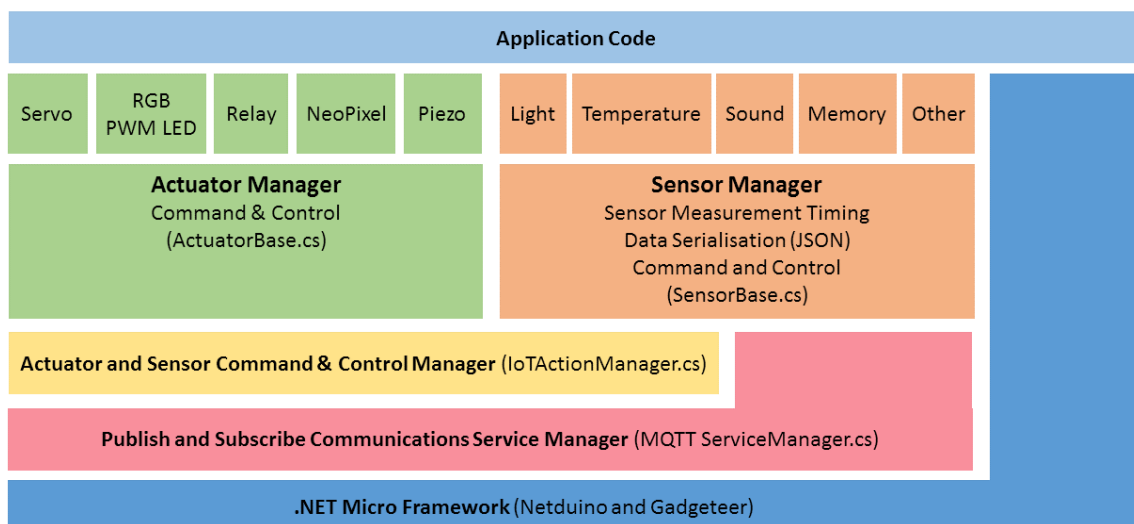 Application Code
Servo
RGB
PWM LED
Relay
NeoPixel
Piezo
Light
Temperature
Sound
Memory
Other
Actuator Manager
Command & Control
(ActuatorBase.cs)
Sensor Manager
Sensor Measurement Timing
Data Serialisation (JSON)
Command and Control
(SensorBase.cs)
Actuator and Sensor Command & Control Manager (IoTActionManager.cs)
Publish and Subscribe Communications Service Manager (MQTT ServiceManager.cs)
.NET Micro Framework (Netduino and Gadgeteer)